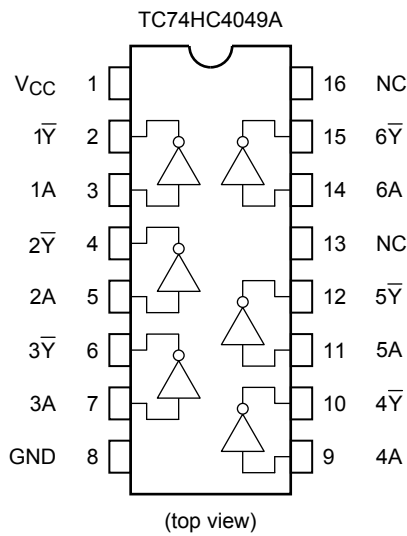 TC74HC4049A
VCC 1 16 NC
1Y̅ 2 15 6Y̅
1A 3 14 6A
2Y̅ 4 13 NC
2A 5 12 5Y̅
3Y̅ 6 11 5A
3A 7 10 4Y̅
GND 8 9 4A
(top view)